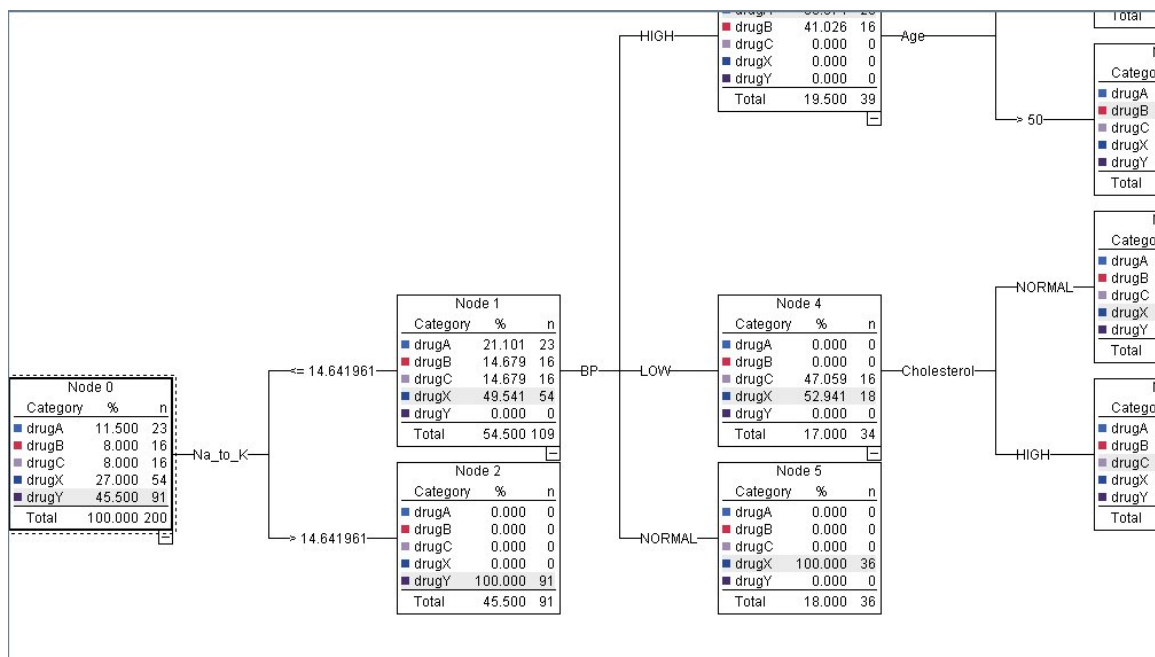 Node 0
Category % n
drugA 11.500 23
drugB 8.000 16
drugC 8.000 16
drugX 27.000 54
drugY 45.500 91
Total 100.000 200
Na_to_K
<= 14.641961
> 14.641961
Node 1
Category % n
drugA 21.101 23
drugB 14.679 16
drugC 14.679 16
drugX 49.541 54
drugY 0.000 0
Total 54.500 109
Node 2
Category % n
drugA 0.000 0
drugB 0.000 0
drugC 0.000 0
drugX 0.000 0
drugY 100.000 91
Total 45.500 91
BP
HIGH
LOW
NORMAL
drugB 41.026 16
drugC 0.000 0
drugX 0.000 0
drugY 0.000 0
Total 19.500 39
Node 4
Category % n
drugA 0.000 0
drugB 0.000 0
drugC 47.059 16
drugX 52.941 18
drugY 0.000 0
Total 17.000 34
Node 5
Category % n
drugA 0.000 0
drugB 0.000 0
drugC 0.000 0
drugX 100.000 36
drugY 0.000 0
Total 18.000 36
Age
> 50
Cholesterol
NORMAL
HIGH
Total
drugA
drugB
drugC
drugX
drugY
Total
drugA
drugB
drugC
drugX
drugY
Total
drugA
drugB
drugC
drugX
drugY
Total